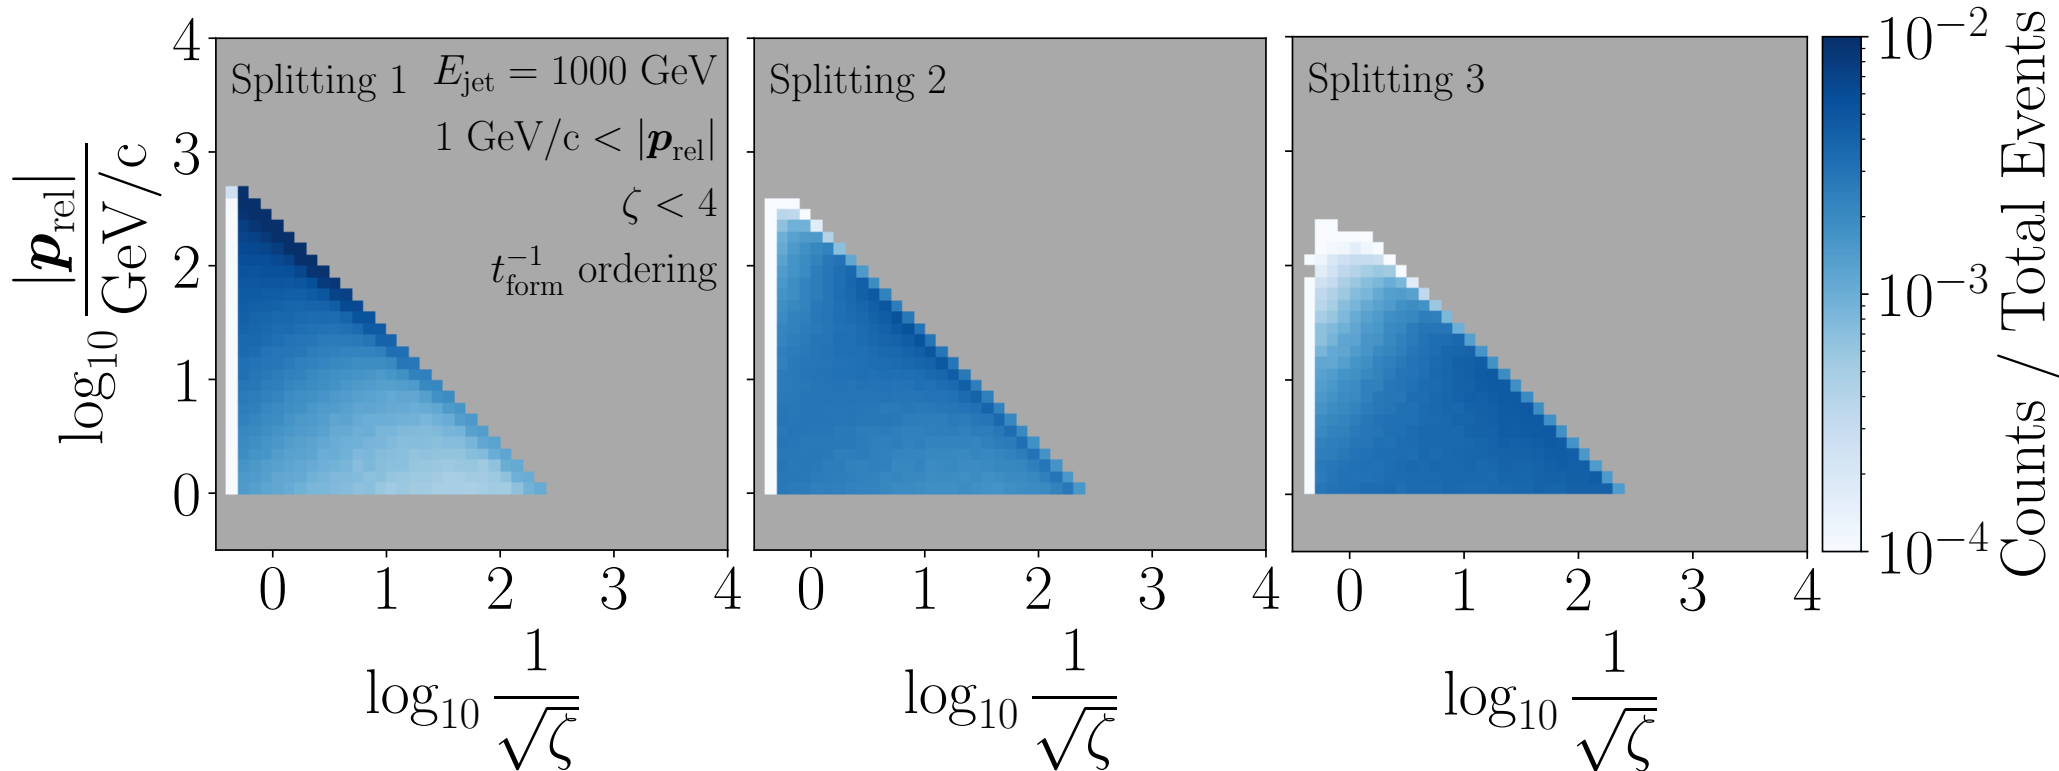 Splitting 1
E_jet = 1000 GeV
1 GeV/c < |p_rel|
ζ < 4
t_form^−1 ordering
Splitting 2
Splitting 3
log10 |p_rel| / GeV/c
4
3
2
1
0
0 1 2 3 4
0 1 2 3 4
0 1 2 3 4
log10 1/√ζ
log10 1/√ζ
log10 1/√ζ
10^−2
10^−3
10^−4
Counts / Total Events